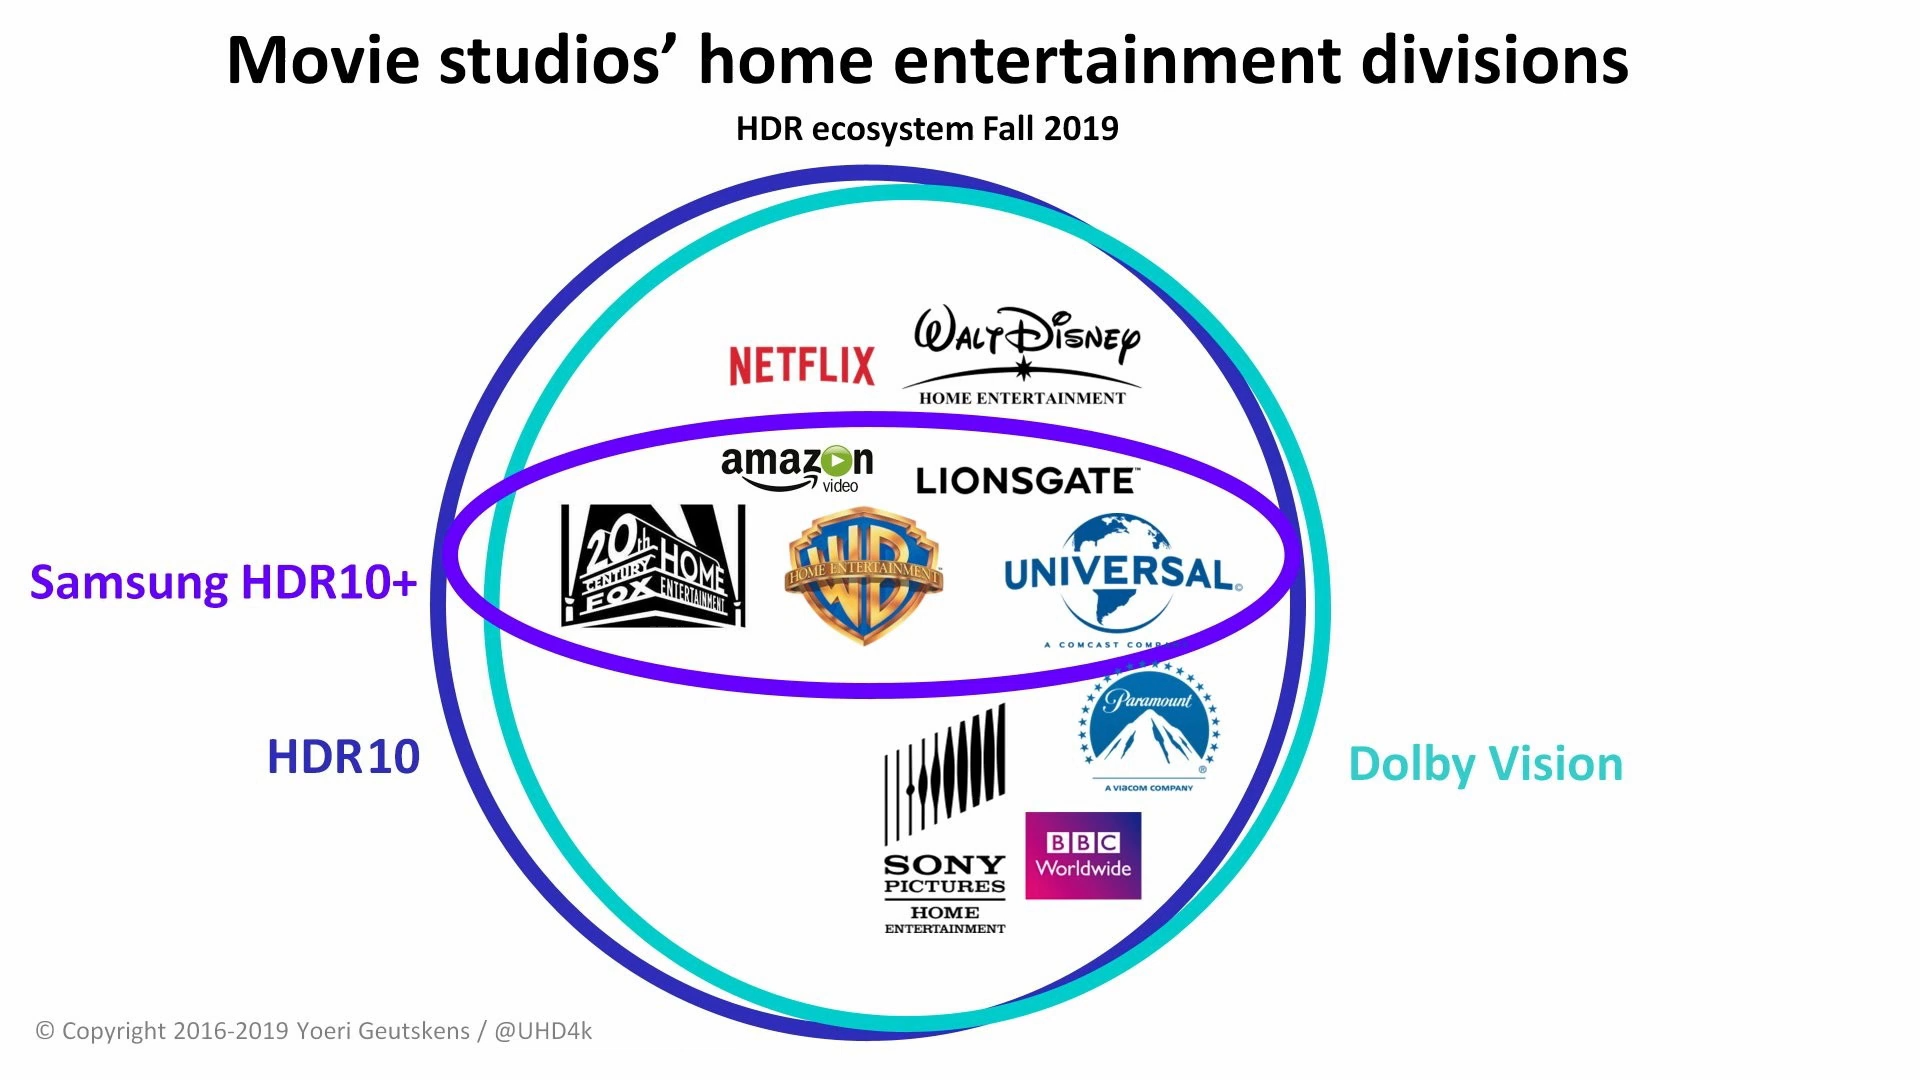 Movie studios’ home entertainment divisions
HDR ecosystem Fall 2019
NETFLIX
WALT DISNEY
HOME ENTERTAINMENT
amazon
video
LIONSGATE™
20th
CENTURY
FOX
HOME
ENTERTAINMENT
WB
HOME ENTERTAINMENT
UNIVERSAL©
A COMCAST
Samsung HDR10+
Paramount
®
A VIACOM COMPANY
HDR10
Dolby Vision
SONY
PICTURES
HOME
ENTERTAINMENT
BBC
Worldwide
© Copyright 2016-2019 Yoeri Geutskens / @UHD4k